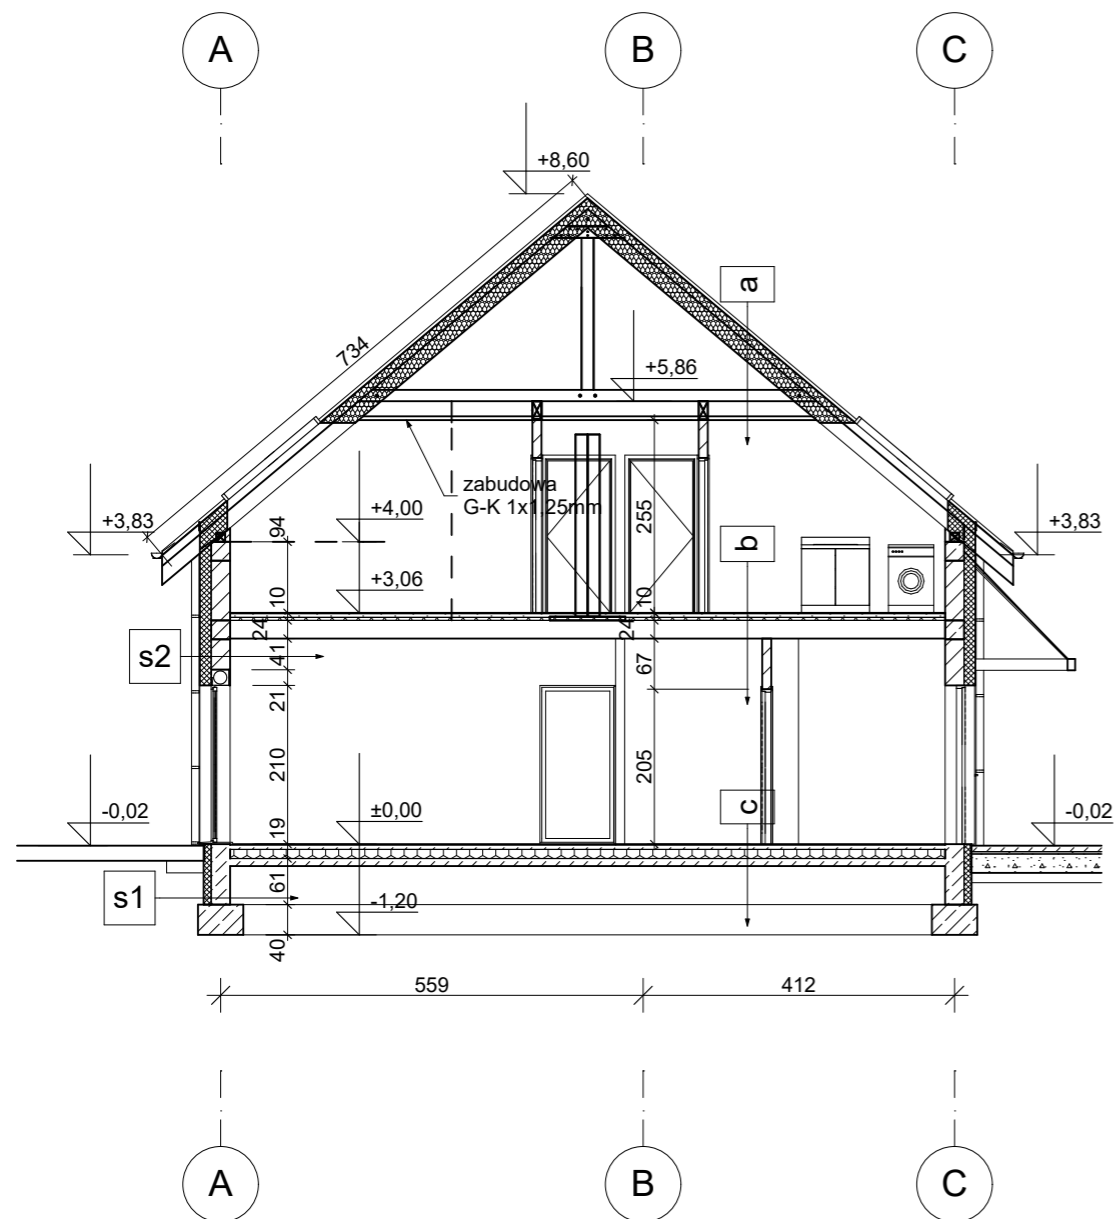 A
B
C
+8,60
a
734
+5,86
zabudowa
G-K 1x1.25mm
+3,83
94
+4,00
255
b
+3,83
+3,06
10
10
24
24
s2
41
67
21
210
205
c
-0,02
19
±0,00
-0,02
s1
61
-1,20
40
559
412
A
B
C